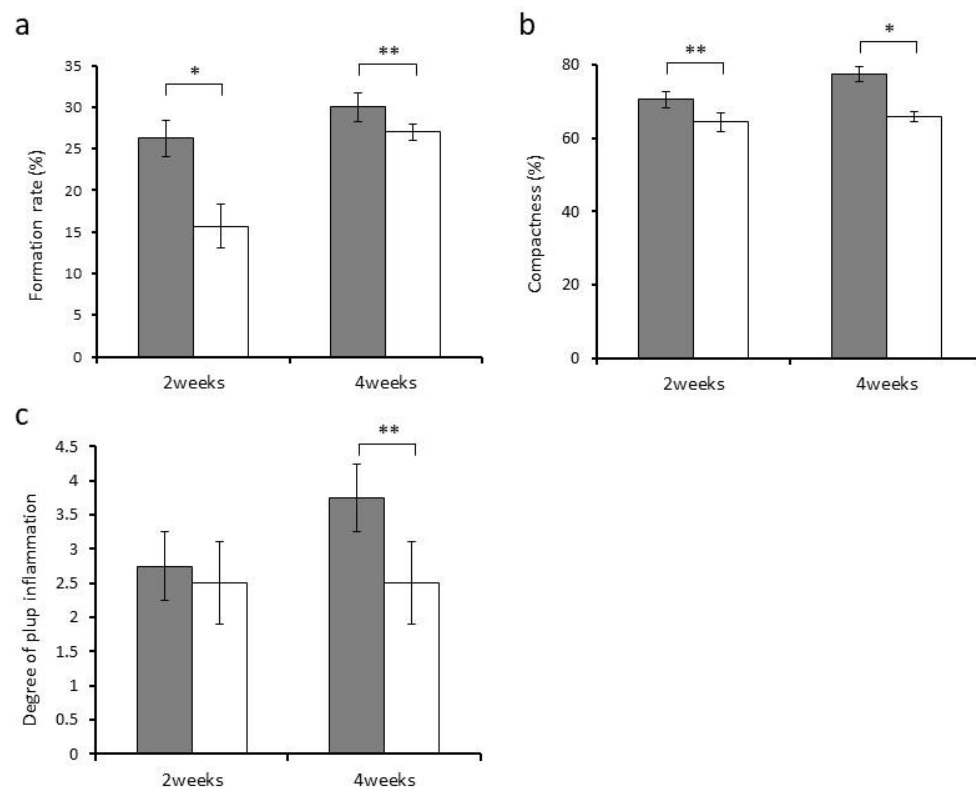 a
Formation rate (%)
35
30
25
20
15
10
5
0
*
**
2weeks
4weeks
b
Compactness (%)
80
60
40
20
0
**
*
2weeks
4weeks
c
Degree of plup inflammation
4.5
4
3.5
3
2.5
2
1.5
1
0.5
0
**
2weeks
4weeks